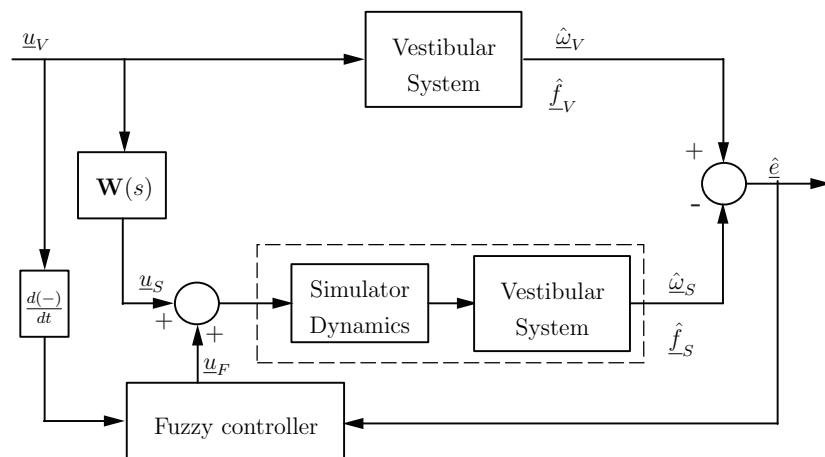 u_V
Vestibular
System
ω̂_V
f̂_V
W(s)
+
ê
-
d(–)
dt
u_S
+
+
Simulator
Dynamics
Vestibular
System
ω̂_S
f̂_S
u_F
Fuzzy controller